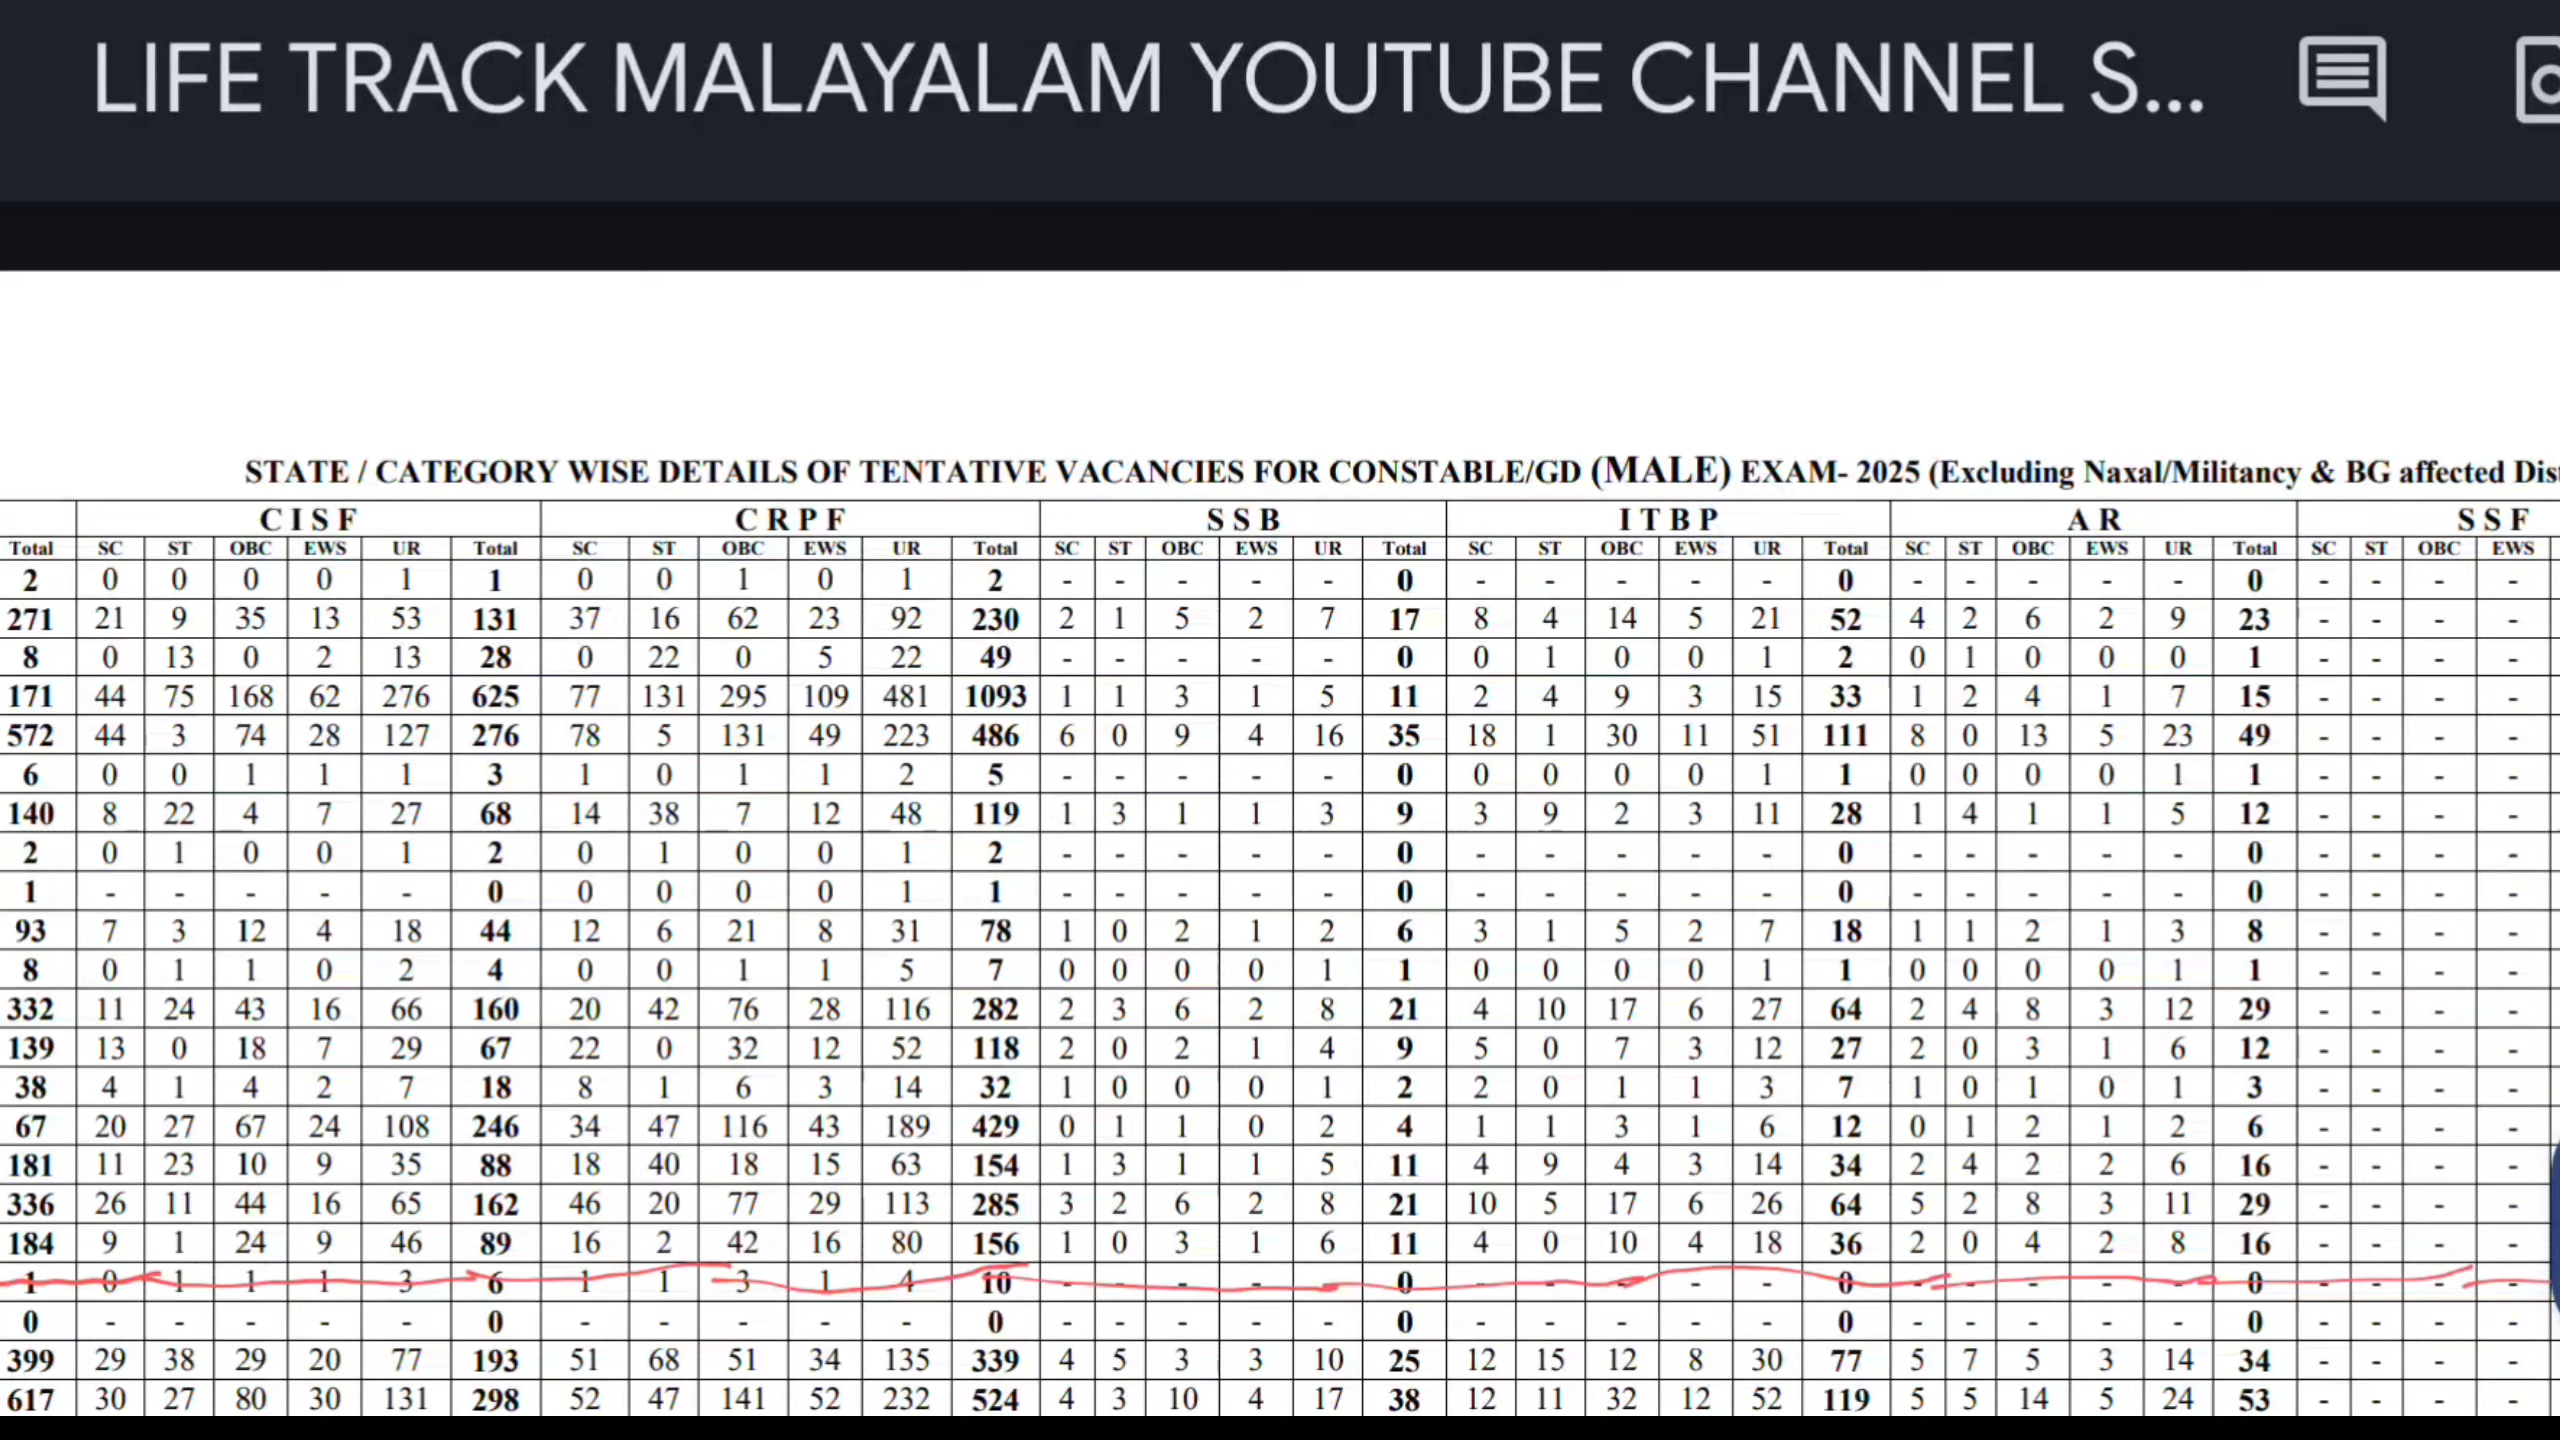 LIFE TRACK MALAYALAM YOUTUBE CHANNEL S...
STATE / CATEGORY WISE DETAILS OF TENTATIVE VACANCIES FOR CONSTABLE/GD (MALE) EXAM- 2025 (Excluding Naxal/Militancy & BG affected Dis
C I S F C R P F S S B I T B P A R S S F
Total SC ST OBC EWS UR Total SC ST OBC EWS UR Total SC ST OBC EWS UR Total SC ST OBC EWS UR Total SC ST OBC EWS UR Total SC ST OBC EWS
2 0 0 0 0 1 1 0 0 1 0 1 2 - - - - - 0 - - - - - 0 - - - - - 0 - - - -
271 21 9 35 13 53 131 37 16 62 23 92 230 2 1 5 2 7 17 8 4 14 5 21 52 4 2 6 2 9 23 - - - -
8 0 13 0 2 13 28 0 22 0 5 22 49 - - - - - 0 0 1 0 0 1 2 0 1 0 0 0 1 - - - -
171 44 75 168 62 276 625 77 131 295 109 481 1093 1 1 3 1 5 11 2 4 9 3 15 33 1 2 4 1 7 15 - - - -
572 44 3 74 28 127 276 78 5 131 49 223 486 6 0 9 4 16 35 18 1 30 11 51 111 8 0 13 5 23 49 - - - -
6 0 0 1 1 1 3 1 0 1 1 2 5 - - - - - 0 0 0 0 0 1 1 0 0 0 0 1 1 - - - -
140 8 22 4 7 27 68 14 38 7 12 48 119 1 3 1 1 3 9 3 9 2 3 11 28 1 4 1 1 5 12 - - - -
2 0 1 0 0 1 2 0 1 0 0 1 2 - - - - - 0 - - - - - 0 - - - - - 0 - - - -
1 - - - - - 0 0 0 0 0 1 1 - - - - - 0 - - - - - 0 - - - - - 0 - - - -
93 7 3 12 4 18 44 12 6 21 8 31 78 1 0 2 1 2 6 3 1 5 2 7 18 1 1 2 1 3 8 - - - -
8 0 1 1 0 2 4 0 0 1 1 5 7 0 0 0 0 1 1 0 0 0 0 1 1 0 0 0 0 1 1 - - - -
332 11 24 43 16 66 160 20 42 76 28 116 282 2 3 6 2 8 21 4 10 17 6 27 64 2 4 8 3 12 29 - - - -
139 13 0 18 7 29 67 22 0 32 12 52 118 2 0 2 1 4 9 5 0 7 3 12 27 2 0 3 1 6 12 - - - -
38 4 1 4 2 7 18 8 1 6 3 14 32 1 0 0 0 1 2 2 0 1 1 3 7 1 0 1 0 1 3 - - - -
67 20 27 67 24 108 246 34 47 116 43 189 429 0 1 1 0 2 4 1 1 3 1 6 12 0 1 2 1 2 6 - - - -
181 11 23 10 9 35 88 18 40 18 15 63 154 1 3 1 1 5 11 4 9 4 3 14 34 2 4 2 2 6 16 - - - -
336 26 11 44 16 65 162 46 20 77 29 113 285 3 2 6 2 8 21 10 5 17 6 26 64 5 2 8 3 11 29 - - - -
184 9 1 24 9 46 89 16 2 42 16 80 156 1 0 3 1 6 11 4 0 10 4 18 36 2 0 4 2 8 16 - - - -
1 0 1 1 1 3 6 1 1 3 1 4 10 - - - - - 0 - - - - - 0 - - - - - 0 - - - -
0 - - - - - 0 - - - - - 0 - - - - - 0 - - - - - 0 - - - - - 0 - - - -
399 29 38 29 20 77 193 51 68 51 34 135 339 4 5 3 3 10 25 12 15 12 8 30 77 5 7 5 3 14 34 - - - -
617 30 27 80 30 131 298 52 47 141 52 232 524 4 3 10 4 17 38 12 11 32 12 52 119 5 5 14 5 24 53 - - - -